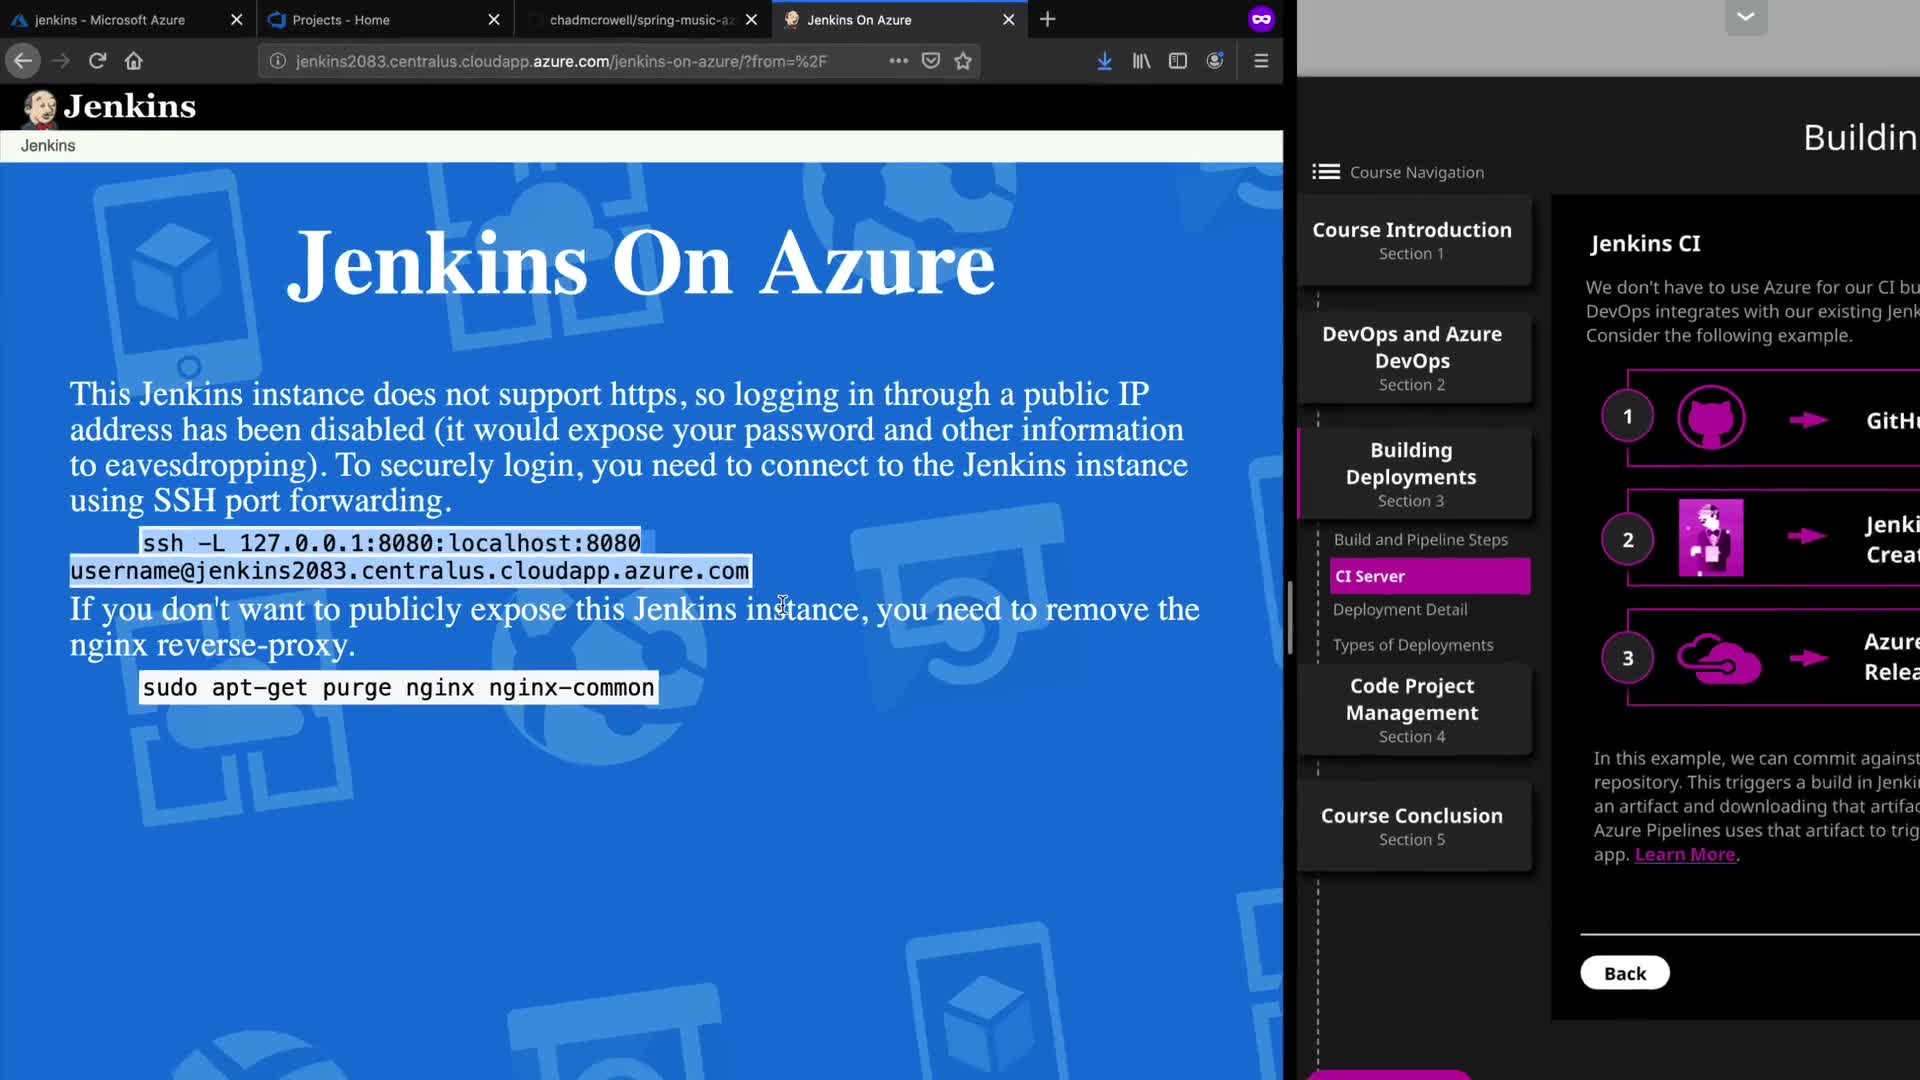 jenkins - Microsoft Azure
Projects - Home
chadmcrowell/spring-music-az
Jenkins On Azure
jenkins2083.centralus.cloudapp.azure.com/jenkins-on-azure/?from=%2F
Jenkins
Jenkins
Jenkins On Azure
This Jenkins instance does not support https, so logging in through a public IP
address has been disabled (it would expose your password and other information
to eavesdropping). To securely login, you need to connect to the Jenkins instance
using SSH port forwarding.
ssh -L 127.0.0.1:8080:localhost:8080
username@jenkins2083.centralus.cloudapp.azure.com
If you don't want to publicly expose this Jenkins instance, you need to remove the
nginx reverse-proxy.
sudo apt-get purge nginx nginx-common
Buildin
Course Navigation
Course Introduction
Section 1
DevOps and Azure
DevOps
Section 2
Building
Deployments
Section 3
Build and Pipeline Steps
CI Server
Deployment Detail
Types of Deployments
Code Project
Management
Section 4
Course Conclusion
Section 5
Jenkins CI
We don't have to use Azure for our CI bu
DevOps integrates with our existing Jenk
Consider the following example.
1
GitHu
2
Jenki
Creat
3
Azure
Relea
In this example, we can commit against
repository. This triggers a build in Jenki
an artifact and downloading that artifac
Azure Pipelines uses that artifact to trig
app. Learn More.
Back